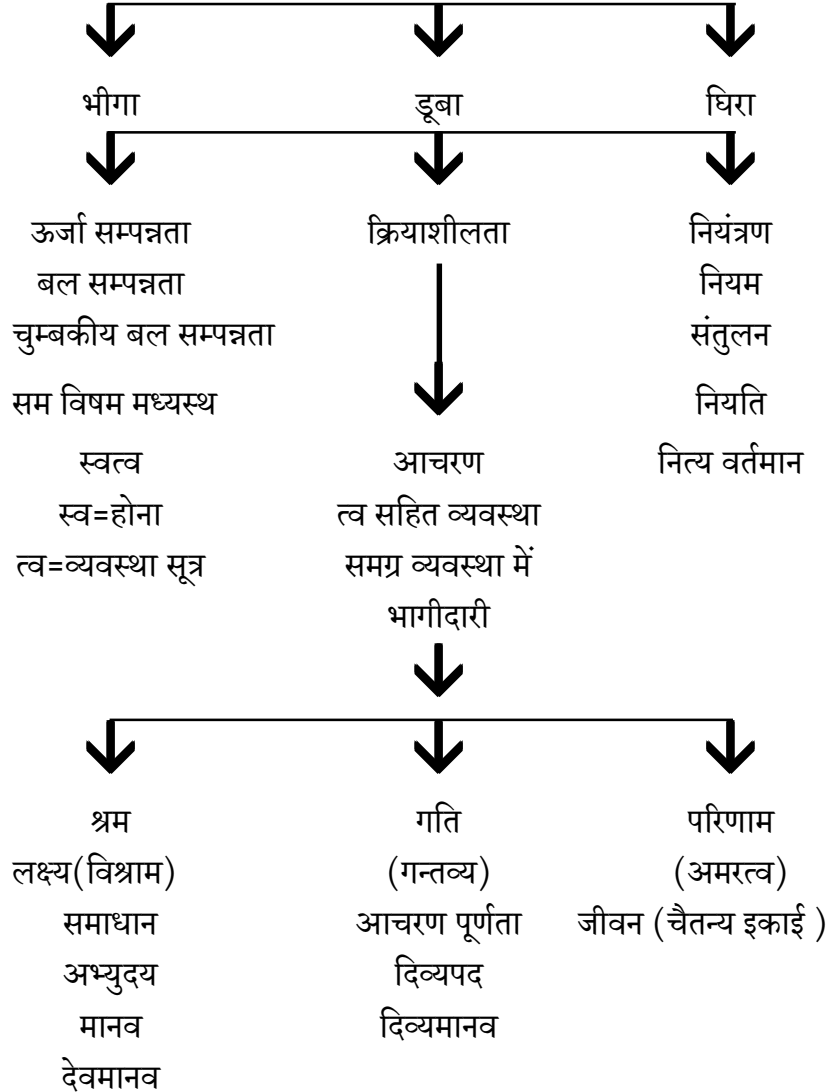 भीगा डूबा घिरा
ऊर्जा सम्पन्नता क्रियाशीलता नियंत्रण
बल सम्पन्नता नियम
चुम्बकीय बल सम्पन्नता संतुलन
सम विषम मध्यस्थ नियति
स्वत्व आचरण नित्य वर्तमान
स्व=होना त्व सहित व्यवस्था
त्व=व्यवस्था सूत्र समग्र व्यवस्था में
भागीदारी
श्रम गति परिणाम
लक्ष्य(विश्राम) (गन्तव्य) (अमरत्व)
समाधान आचरण पूर्णता जीवन (चैतन्य इकाई )
अभ्युदय दिव्यपद
मानव दिव्यमानव
देवमानव